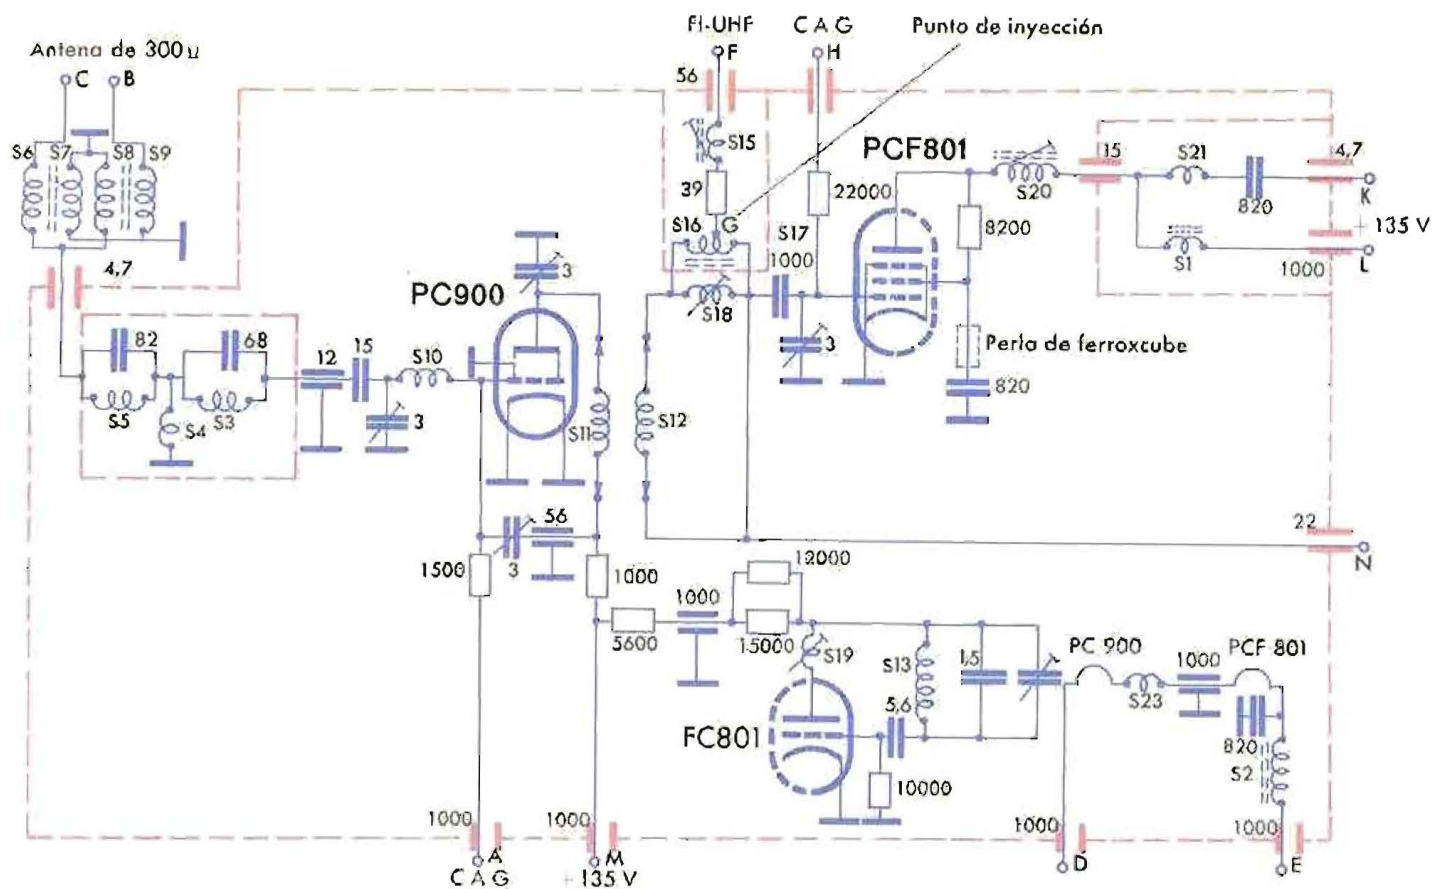 FI-UHF
C A G
Punto de inyección
Antena de 300 Ω
C
B
F
H
56
S6
S7
S8
S9
S15
PCF801
15
S21
4,7
39
22000
S20
820
K
+ 135 V
S16
G
S17
8200
S1
L
1000
1000
4,7
3
PC900
S18
3
Perla de ferroxcube
820
82
68
12
15
S10
S5
S4
S3
3
S11
S12
56
22
N
1500
3
1000
12000
1000
5600
15000
S19
S13
1,5
PC 900
1000
PCF 801
S23
5,6
FC801
820
S2
10000
1000
1000
1000
1000
A
M
D
E
C A G
+ 135 V